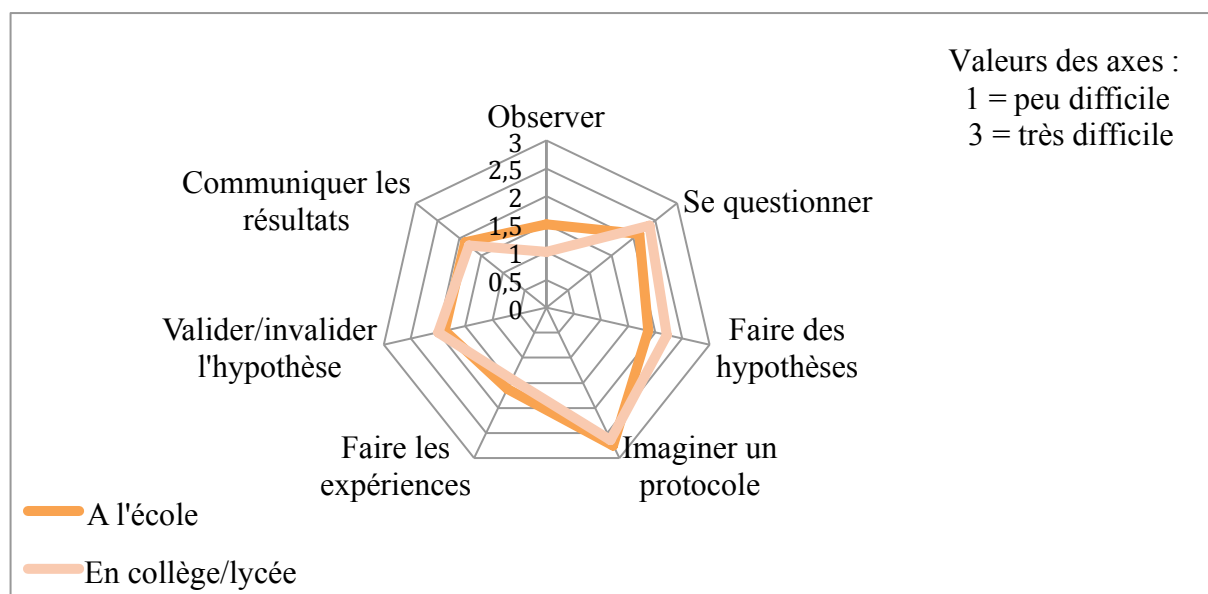 Valeurs des axes :
1 = peu difficile
3 = très difficile
Observer
3
2,5
2
1,5
1
0,5
0
Communiquer les
résultats
Se questionner
Valider/invalider
l'hypothèse
Faire des
hypothèses
Faire les
expériences
Imaginer un
protocole
A l'école
En collège/lycée